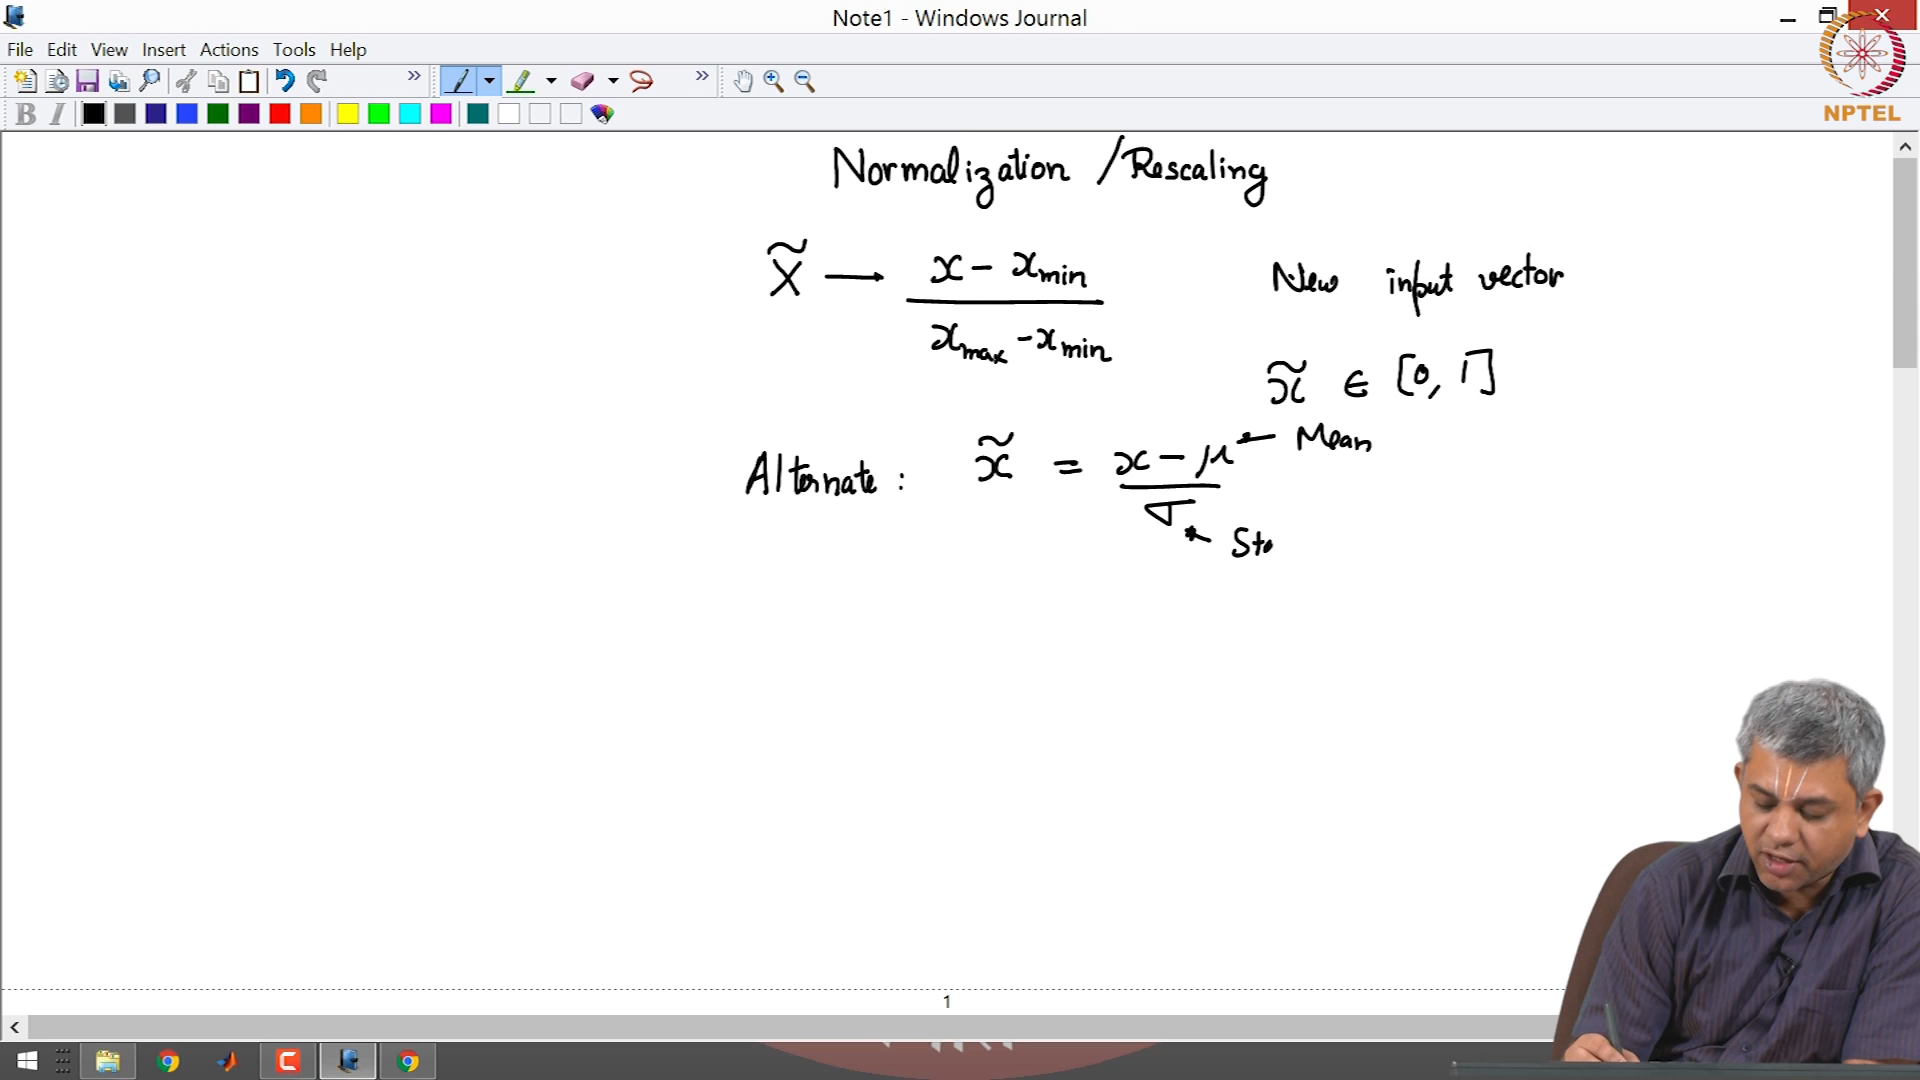 Note1 - Windows Journal
File Edit View Insert Actions Tools Help
B I
NPTEL
Normalization / Rescaling
X̃ → (x - xmin) / (xmax - xmin)
New input vector
x̃ ∈ [0, 1]
Alternate : x̃ = (x - μ) / σ
Mean
Sta
1